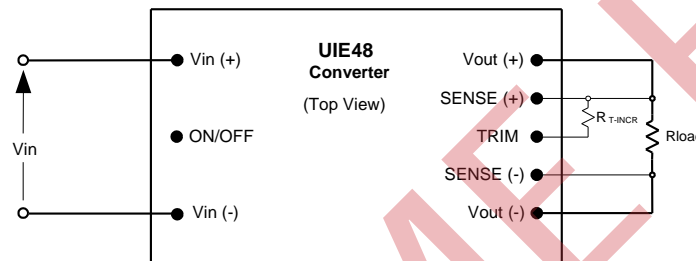 UIE48
Converter
(Top View)
Vin (+)
ON/OFF
Vin (-)
Vin
Vout (+)
SENSE (+)
TRIM
SENSE (-)
Vout (-)
R T-INCR